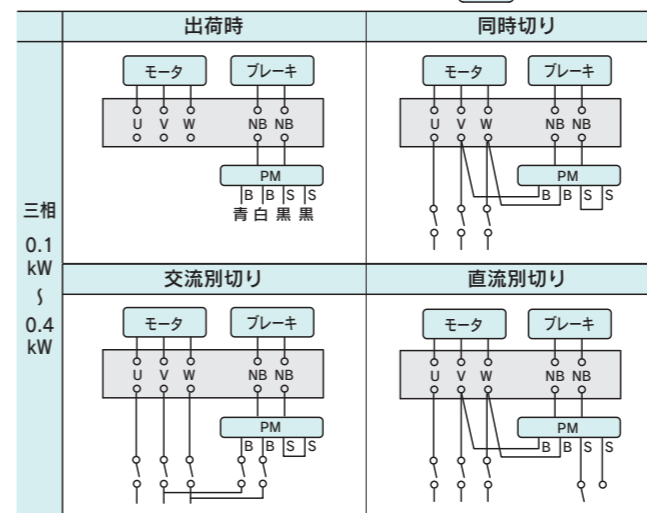 出荷時
同時切り
三相
0.1
kW
〜
0.4
kW
モータ ブレーキ
U V W NB NB
PM
B B S S
青 白 黒 黒
モータ ブレーキ
U V W NB NB
PM
B B S S
交流別切り
直流別切り
モータ ブレーキ
U V W NB NB
PM
B B S S
モータ ブレーキ
U V W NB NB
PM
B B S S